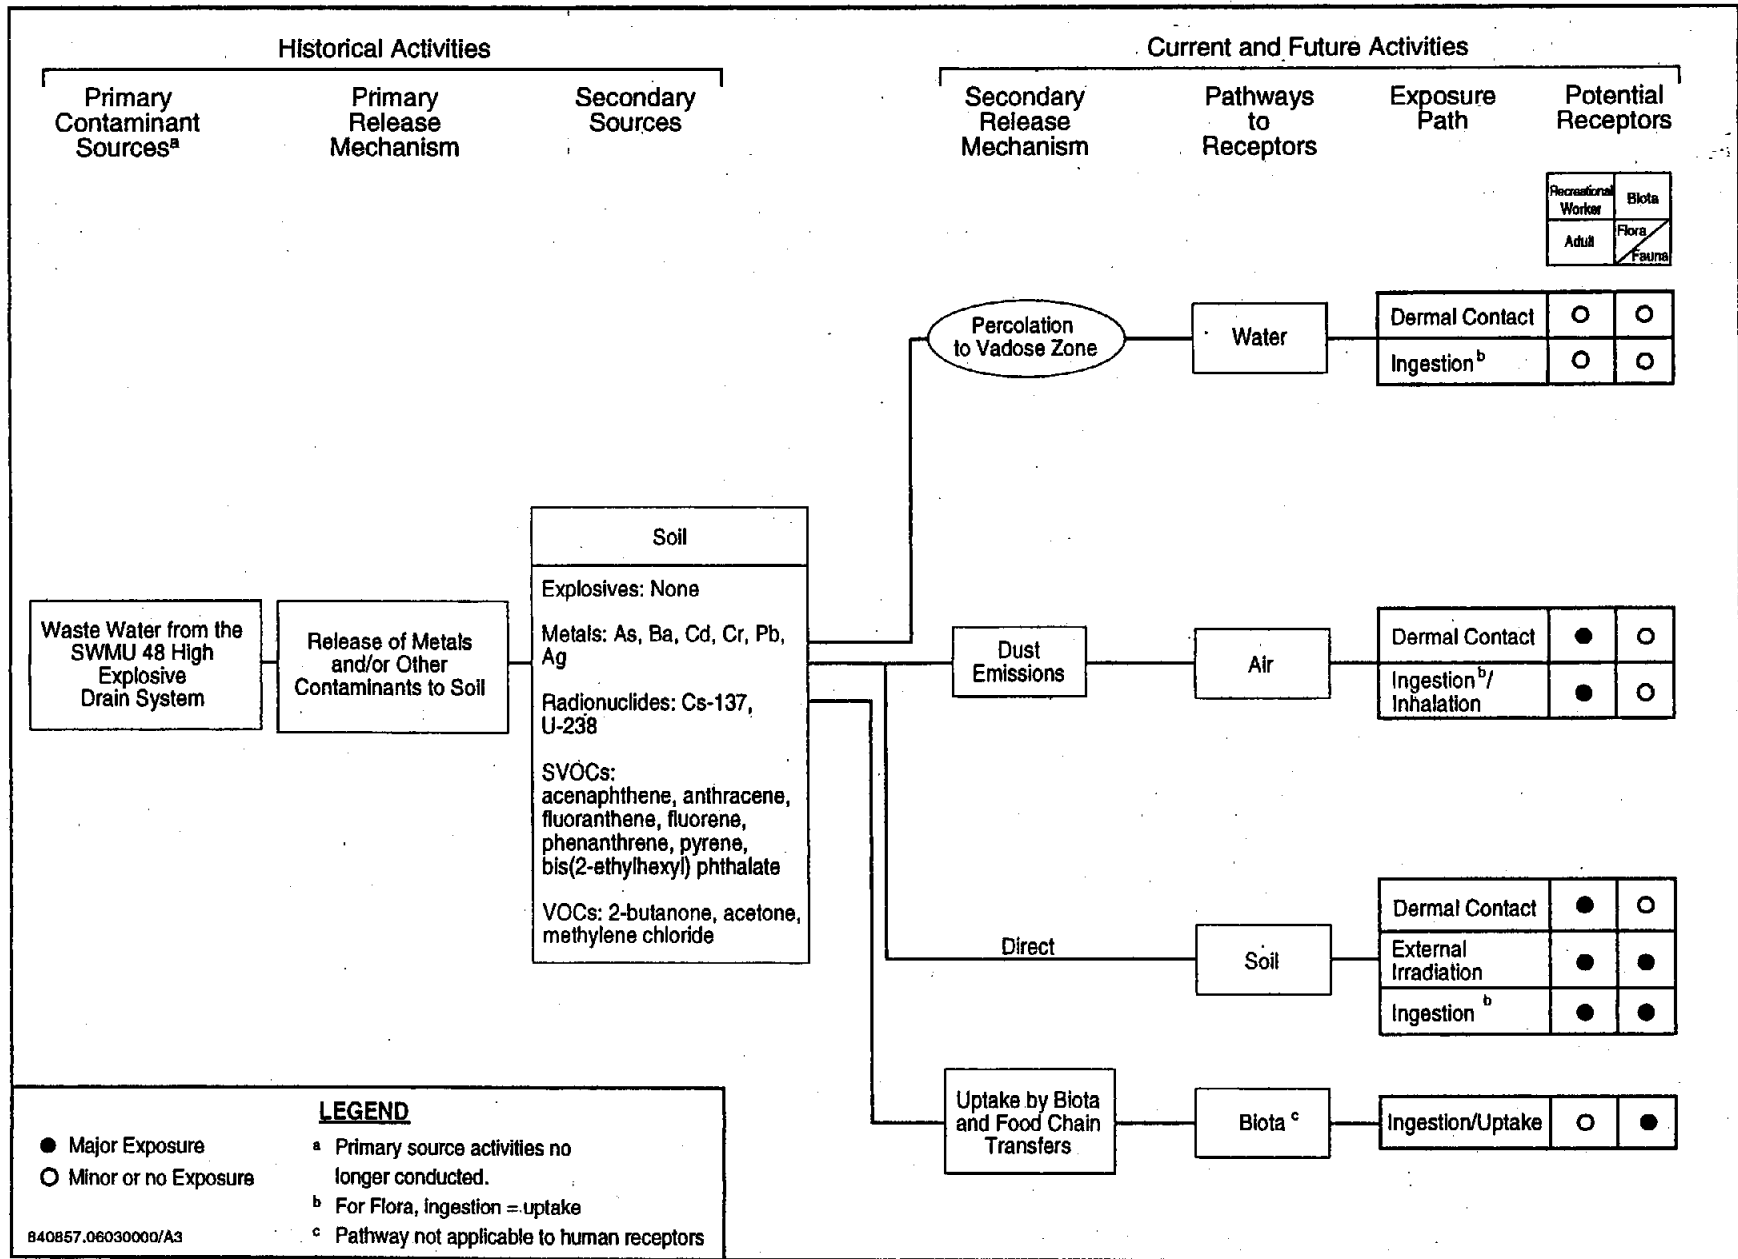 Historical Activities
Current and Future Activities
Primary
Contaminant
Sourcesᵃ
Primary
Release
Mechanism
Secondary
Sources
Secondary
Release
Mechanism
Pathways
to
Receptors
Exposure
Path
Potential
Receptors
Recreational
Worker
Biota
Adult
Flora
Fauna
Percolation
to Vadose Zone
Water
Dermal Contact
Ingestion ᵇ
Soil
Explosives: None
Metals: As, Ba, Cd, Cr, Pb,
Ag
Radionuclides: Cs-137,
U-238
SVOCs:
acenaphthene, anthracene,
fluoranthene, fluorene,
phenanthrene, pyrene,
bis(2-ethylhexyl) phthalate
VOCs: 2-butanone, acetone,
methylene chloride
Waste Water from the
SWMU 48 High
Explosive
Drain System
Release of Metals
and/or Other
Contaminants to Soil
Dust
Emissions
Air
Dermal Contact
Ingestion ᵇ/
Inhalation
Direct
Soil
Dermal Contact
External
Irradiation
Ingestion ᵇ
Uptake by Biota
and Food Chain
Transfers
Biota ᶜ
Ingestion/Uptake
LEGEND
● Major Exposure
○ Minor or no Exposure
ᵃ Primary source activities no
longer conducted.
ᵇ For Flora, ingestion = uptake
ᶜ Pathway not applicable to human receptors
840857.06030000/A3